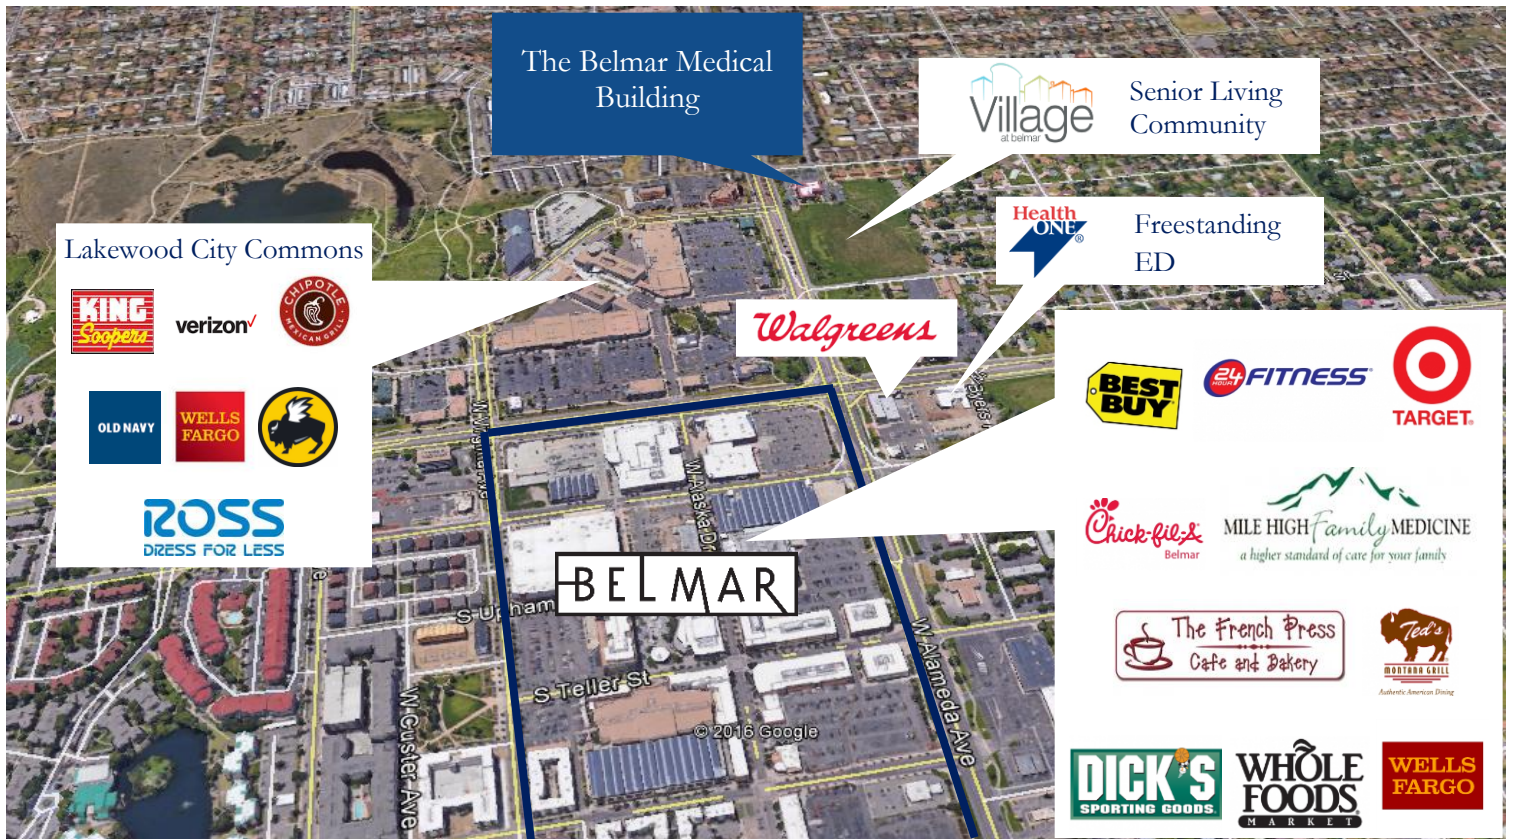 The Belmar Medical
Building
Village
at belmar
Senior Living
Community
Health
ONE®
Freestanding
ED
Lakewood City Commons
KING
Soopers
verizon
CHIPOTLE
MEXICAN GRILL
OLD NAVY
WELLS
FARGO
ROSS
DRESS FOR LESS
Walgreens
BEST
BUY
24
HOUR
FITNESS
TARGET
Chick-fil-A
Belmar
MILE HIGH Family MEDICINE
a higher standard of care for your family
The French Press
Cafe and Bakery
Ted's
MONTANA GRILL
Authentic American Dining
DICK'S
SPORTING GOODS
WHOLE
FOODS
MARKET
WELLS
FARGO
BELMAR
W Alaska Dr
S Upham
S Teller St
W Custer Ave
W Alameda Ave
© 2016 Google